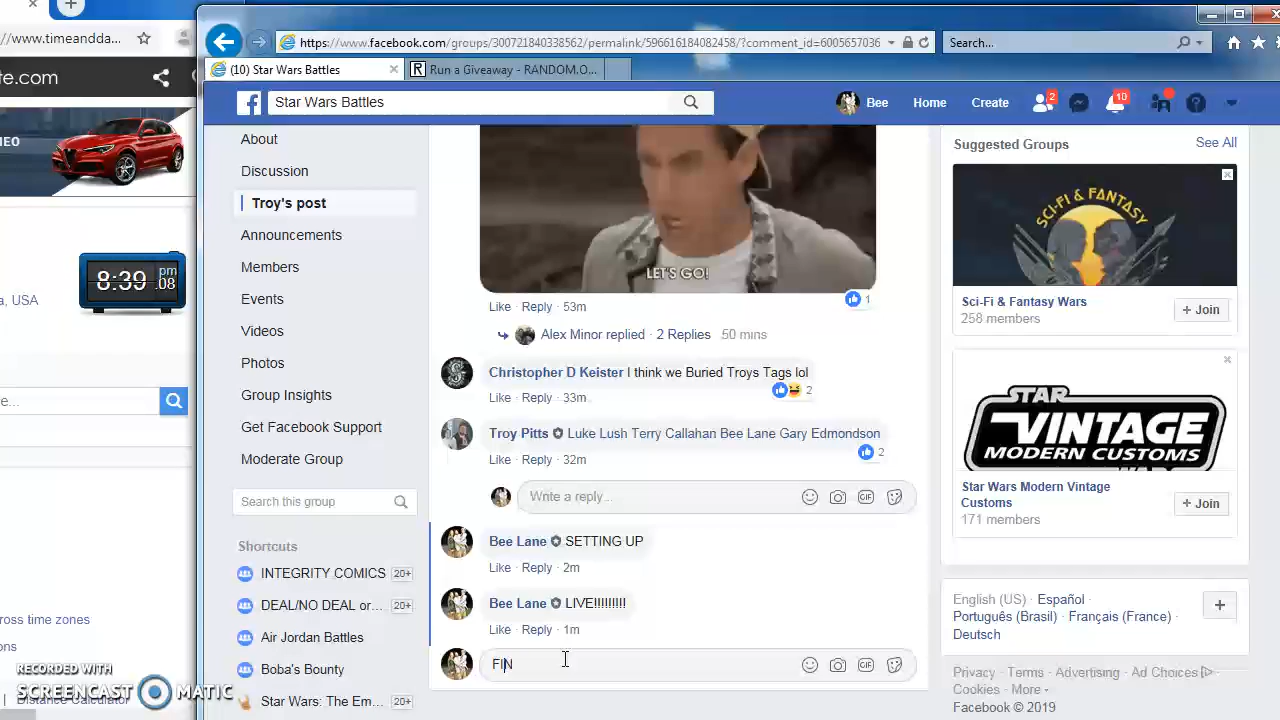 /www.timeandda...
https://www.facebook.com/groups/300721840338562/permalink/596616184082458/?comment_id=6005657036
Search...
(10) Star Wars Battles
Run a Giveaway - RANDOM.O...
te.com
Star Wars Battles
Bee
Home
Create
2
10
EO
About
Discussion
Troy's post
Announcements
Members
Events
Videos
Photos
Group Insights
Get Facebook Support
Moderate Group
Search this group
Shortcuts
INTEGRITY COMICS 20+
DEAL/NO DEAL or... 20+
Air Jordan Battles
Boba's Bounty
Star Wars: The Em... 20+
8:39 pm .08
a, USA
e...
ime zones
ons
Distance Calculator
RECORDED WITH
SCREENCAST MATIC
LET'S GO!
Like · Reply · 53m
1
Alex Minor replied · 2 Replies 50 mins
Christopher D Keister I think we Buried Troys Tags lol
2
Like · Reply · 33m
Troy Pitts Luke Lush Terry Callahan Bee Lane Gary Edmondson
2
Like · Reply · 32m
Write a reply...
GIF
Bee Lane SETTING UP
Like · Reply · 2m
Bee Lane LIVE!!!!!!!!!
Like · Reply · 1m
FIN
GIF
Suggested Groups
See All
SCI-FI & FANTASY
Sci-Fi & Fantasy Wars
258 members
+ Join
STAR
VINTAGE
MODERN CUSTOMS
Star Wars Modern Vintage
Customs
171 members
+ Join
English (US) · Español ·
Português (Brasil) · Français (France) ·
Deutsch
Privacy · Terms · Advertising · Ad Choices ·
Cookies · More
Facebook © 2019